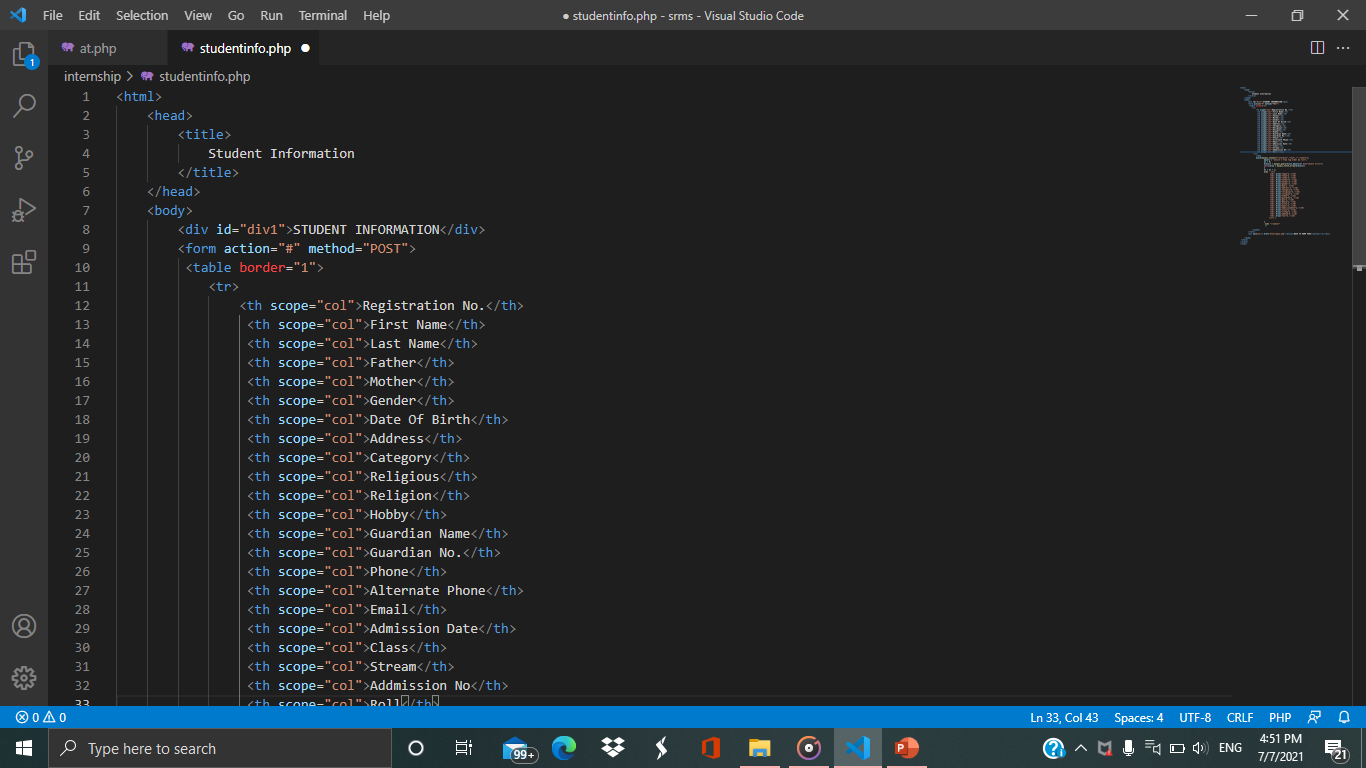 File Edit Selection View Go Run Terminal Help
● studentinfo.php - srms - Visual Studio Code
at.php
studentinfo.php ●
internship > studentinfo.php
1
1 <html>
2 <head>
3 <title>
4 Student Information
5 </title>
6 </head>
7 <body>
8 <div id="div1">STUDENT INFORMATION</div>
9 <form action="#" method="POST">
10 <table border="1">
11 <tr>
12 <th scope="col">Registration No.</th>
13 <th scope="col">First Name</th>
14 <th scope="col">Last Name</th>
15 <th scope="col">Father</th>
16 <th scope="col">Mother</th>
17 <th scope="col">Gender</th>
18 <th scope="col">Date Of Birth</th>
19 <th scope="col">Address</th>
20 <th scope="col">Category</th>
21 <th scope="col">Religious</th>
22 <th scope="col">Religion</th>
23 <th scope="col">Hobby</th>
24 <th scope="col">Guardian Name</th>
25 <th scope="col">Guardian No.</th>
26 <th scope="col">Phone</th>
27 <th scope="col">Alternate Phone</th>
28 <th scope="col">Email</th>
29 <th scope="col">Admission Date</th>
30 <th scope="col">Class</th>
31 <th scope="col">Stream</th>
32 <th scope="col">Addmission No</th>
33 <th scope="col">Roll</th>
0 0
Ln 33, Col 43 Spaces: 4 UTF-8 CRLF PHP
Type here to search
99+
ENG
4:51 PM
7/7/2021
21